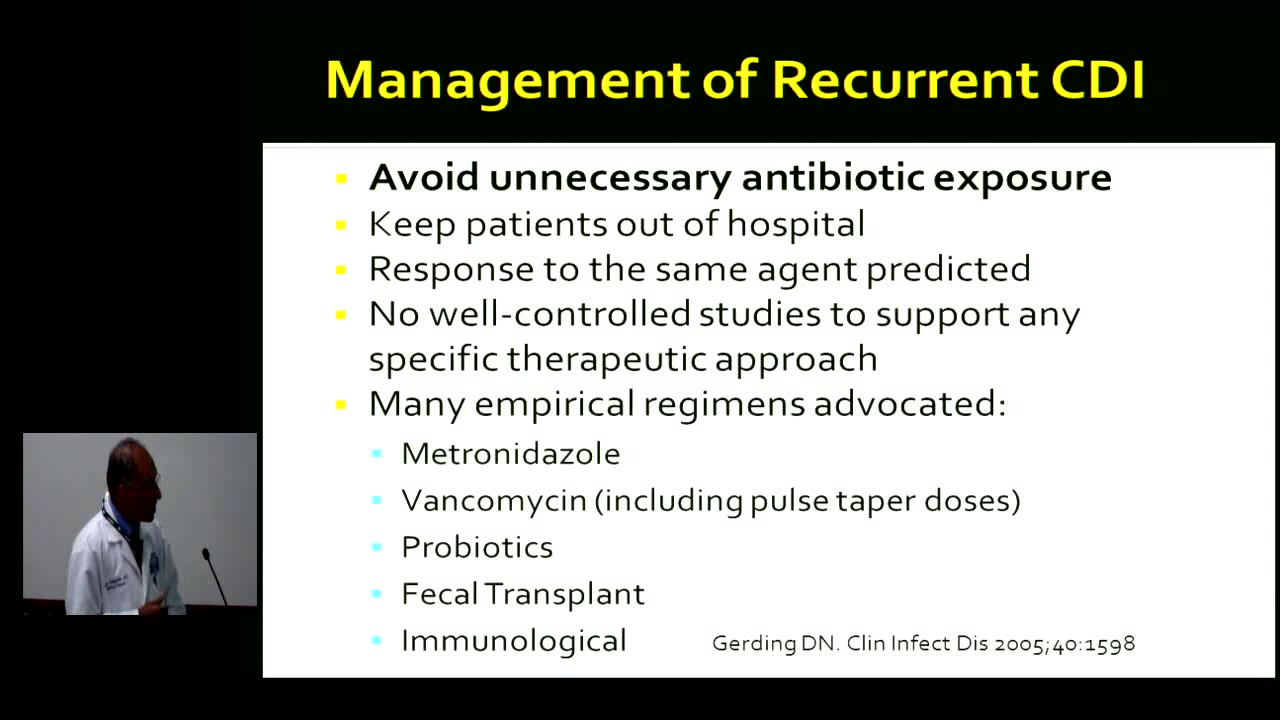 Management of Recurrent CDI
Avoid unnecessary antibiotic exposure
Keep patients out of hospital
Response to the same agent predicted
No well-controlled studies to support any
specific therapeutic approach
Many empirical regimens advocated:
Metronidazole
Vancomycin (including pulse taper doses)
Probiotics
Fecal Transplant
Immunological
Gerding DN. Clin Infect Dis 2005;40:1598